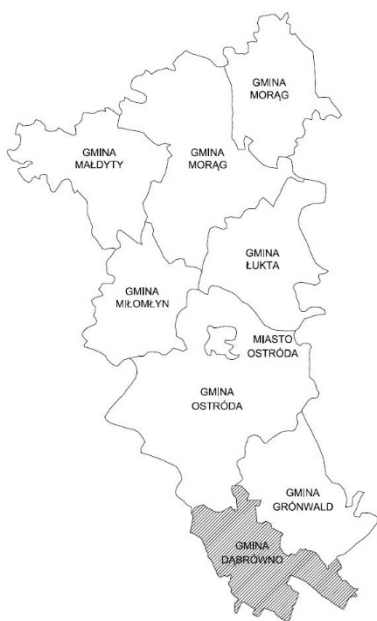 GMINA
MORĄG
GMINA
MAŁDYTY
GMINA
MORĄG
GMINA
ŁUKTA
GMINA
MIŁOMŁYN
MIASTO
OSTRÓDA
GMINA
OSTRÓDA
GMINA
GRÓNWALD
GMINA
DĄBRÓWNO